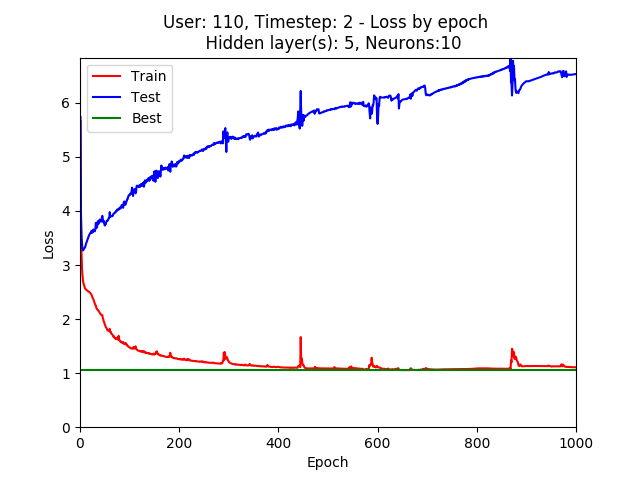 User: 110, Timestep: 2 - Loss by epoch
Hidden layer(s): 5, Neurons:10
Train
Test
Best
6
5
4
3
2
1
0
Loss
0 200 400 600 800 1000
Epoch